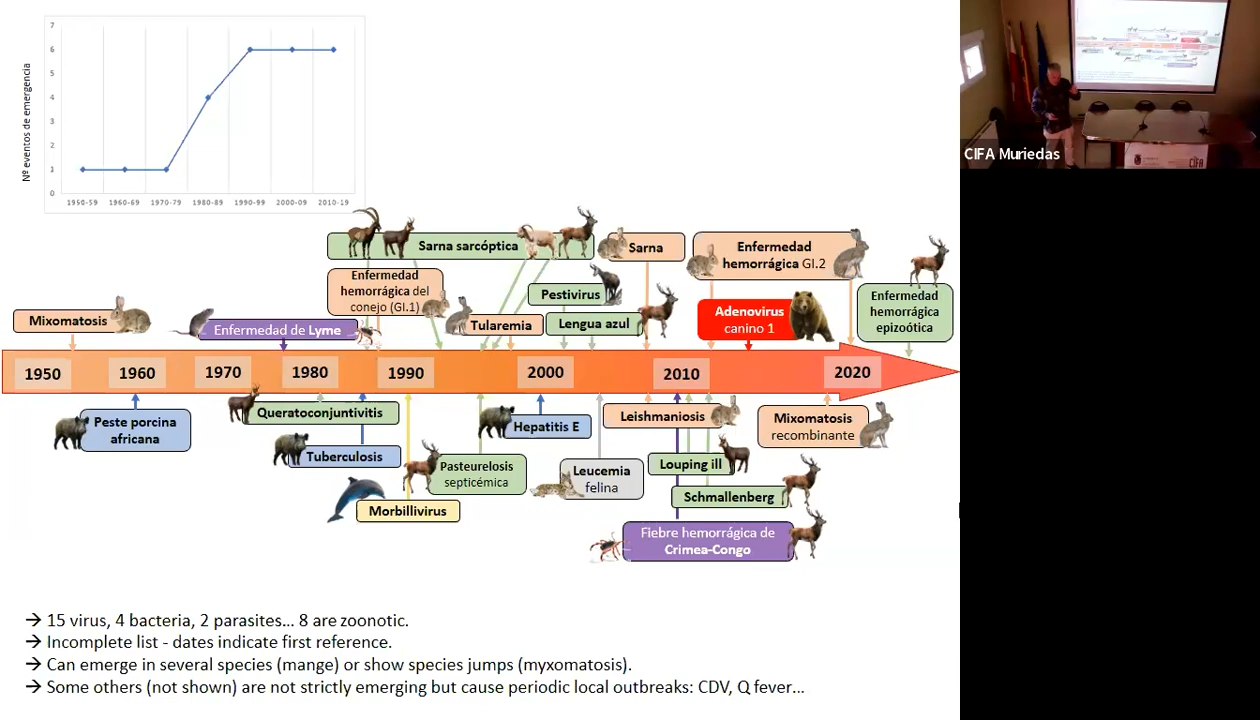 Nº eventos de emergencia
7
6
5
4
3
2
1
0
1950-59 1960-69 1970-79 1980-89 1990-99 2000-09 2010-19
CIFA Muriedas
Sarna sarcóptica
Sarna
Enfermedad
hemorrágica GI.2
Enfermedad
hemorrágica del
conejo (GI.1)
Pestivirus
Enfermedad
hemorrágica
epizoótica
Mixomatosis
Enfermedad de Lyme
Tularemia
Lengua azul
Adenovirus
canino 1
1950 1960 1970 1980 1990 2000 2010 2020
Peste porcina
africana
Queratoconjuntivitis
Tuberculosis
Morbillivirus
Pasteurelosis
septicémica
Hepatitis E
Leucemia
felina
Leishmaniosis
Louping ill
Schmallenberg
Fiebre hemorrágica de
Crimea-Congo
Mixomatosis
recombinante
→ 15 virus, 4 bacteria, 2 parasites... 8 are zoonotic.
→ Incomplete list - dates indicate first reference.
→ Can emerge in several species (mange) or show species jumps (myxomatosis).
→ Some others (not shown) are not strictly emerging but cause periodic local outbreaks: CDV, Q fever...